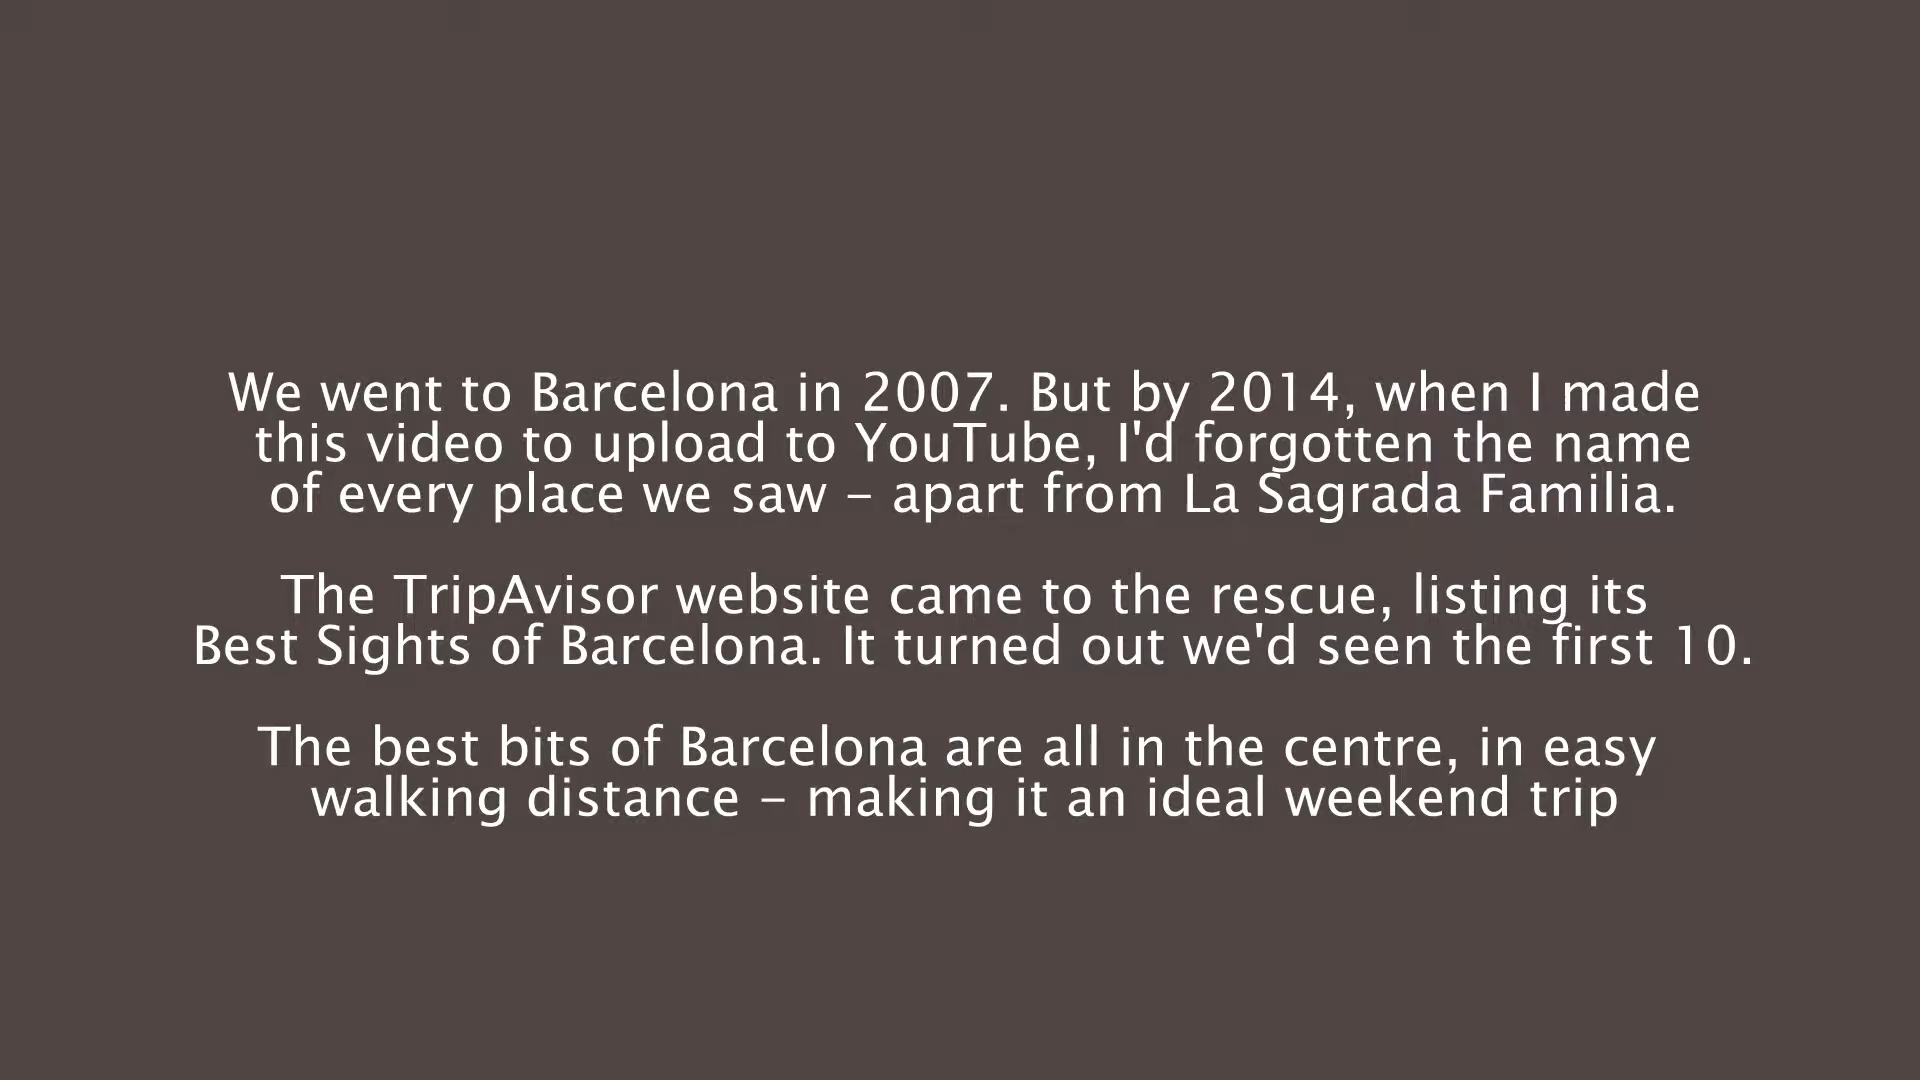 We went to Barcelona in 2007. But by 2014, when I made
this video to upload to YouTube, I'd forgotten the name
of every place we saw – apart from La Sagrada Familia.
The TripAvisor website came to the rescue, listing its
Best Sights of Barcelona. It turned out we'd seen the first 10.
The best bits of Barcelona are all in the centre, in easy
walking distance – making it an ideal weekend trip